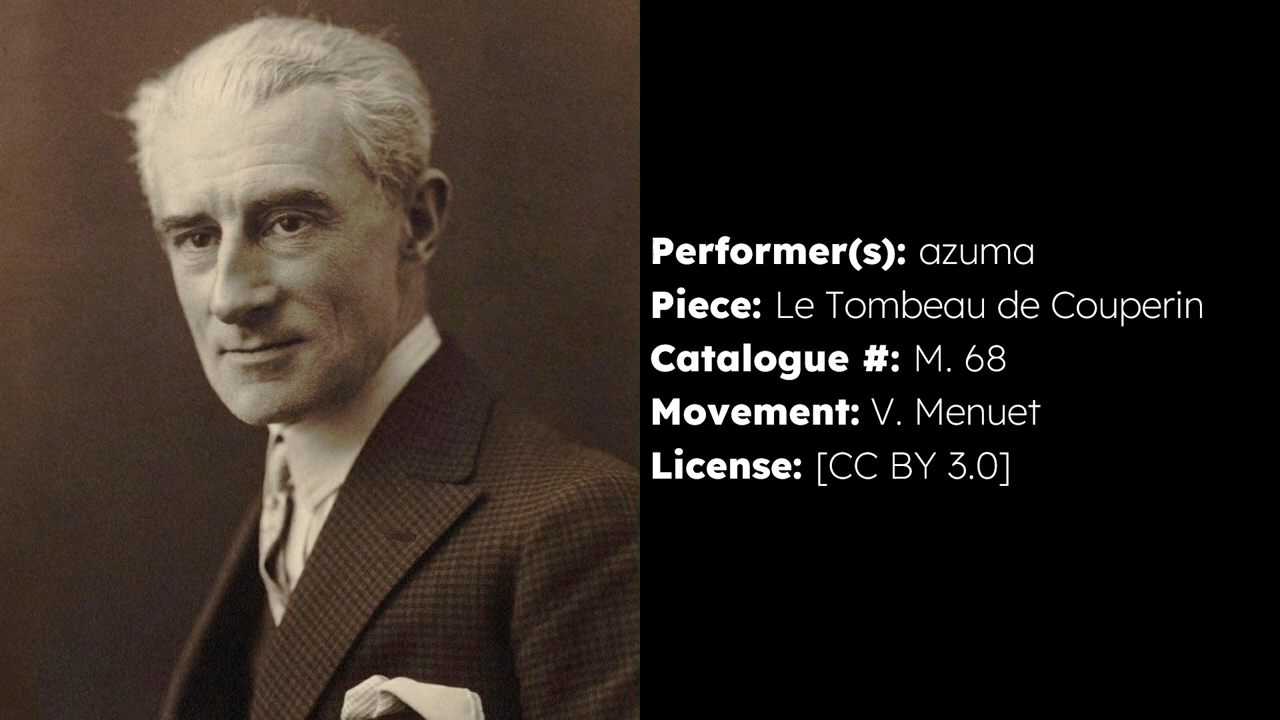 Performer(s): azuma
Piece: Le Tombeau de Couperin
Catalogue #: M. 68
Movement: V. Menuet
License: [CC BY 3.0]